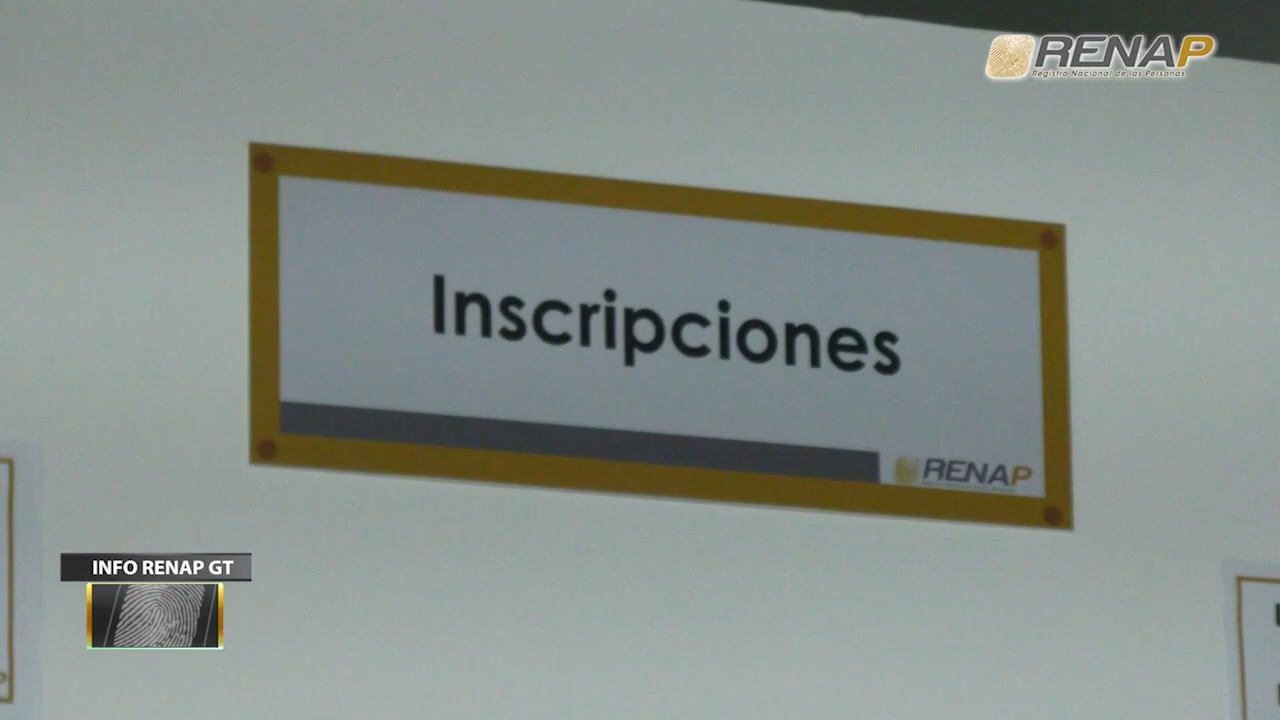 RENAP
Registro Nacional de las Personas
Inscripciones
RENAP
INFO RENAP GT